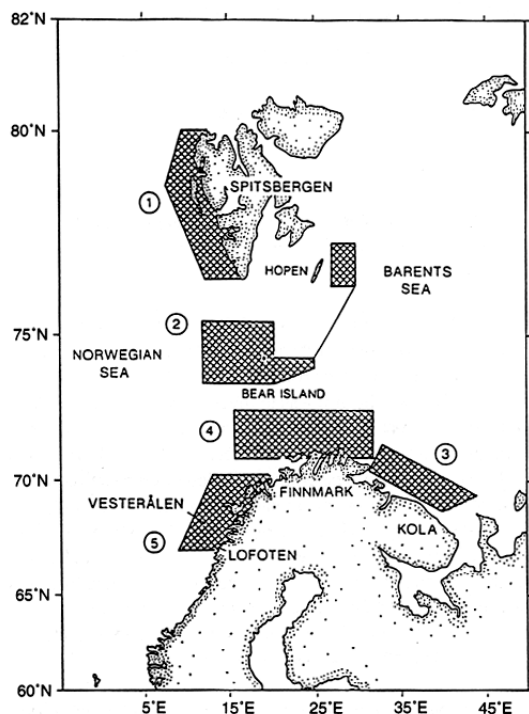 82°N
80°N
SPITSBERGEN
1
HOPEN
BARENTS
SEA
2
75°N
NORWEGIAN
SEA
BEAR ISLAND
4
3
70°N
FINNMARK
VESTERÅLEN
KOLA
5
LOFOTEN
65°N
60°N
5°E
15°E
25°E
35°E
45°E